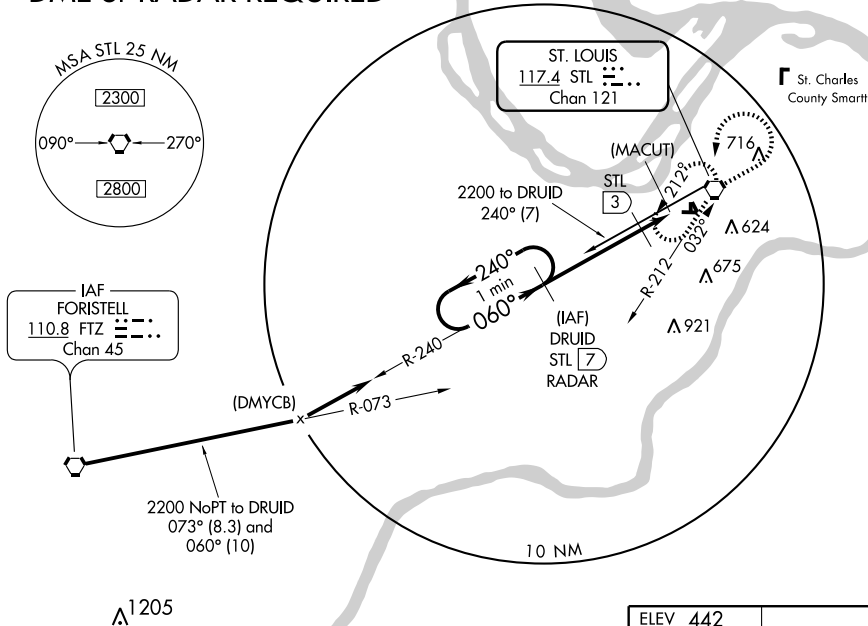 DME or RADAR REQUIRED
MSA STL 25 NM
2300
090°
270°
2800
ST. LOUIS
117.4 STL
Chan 121
St. Charles
County Smartt
(MACUT)
716
STL
3
212°
2200 to DRUID
240° (7)
624
032°
R-212
675
921
240°
1 min
060°
(IAF)
DRUID
STL 7
RADAR
IAF
FORISTELL
110.8 FTZ
Chan 45
R-240
(DMYCB)
x
R-073
2200 NoPT to DRUID
073° (8.3) and
060° (10)
10 NM
1205
ELEV 442